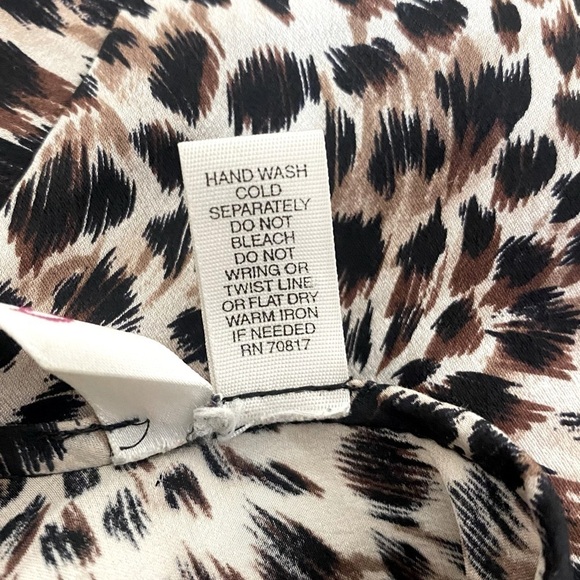 HAND WASH
COLD
SEPARATELY
DO NOT
BLEACH
DO NOT
WRING OR
TWIST LINE
OR FLAT DRY
WARM IRON
IF NEEDED
RN 70817